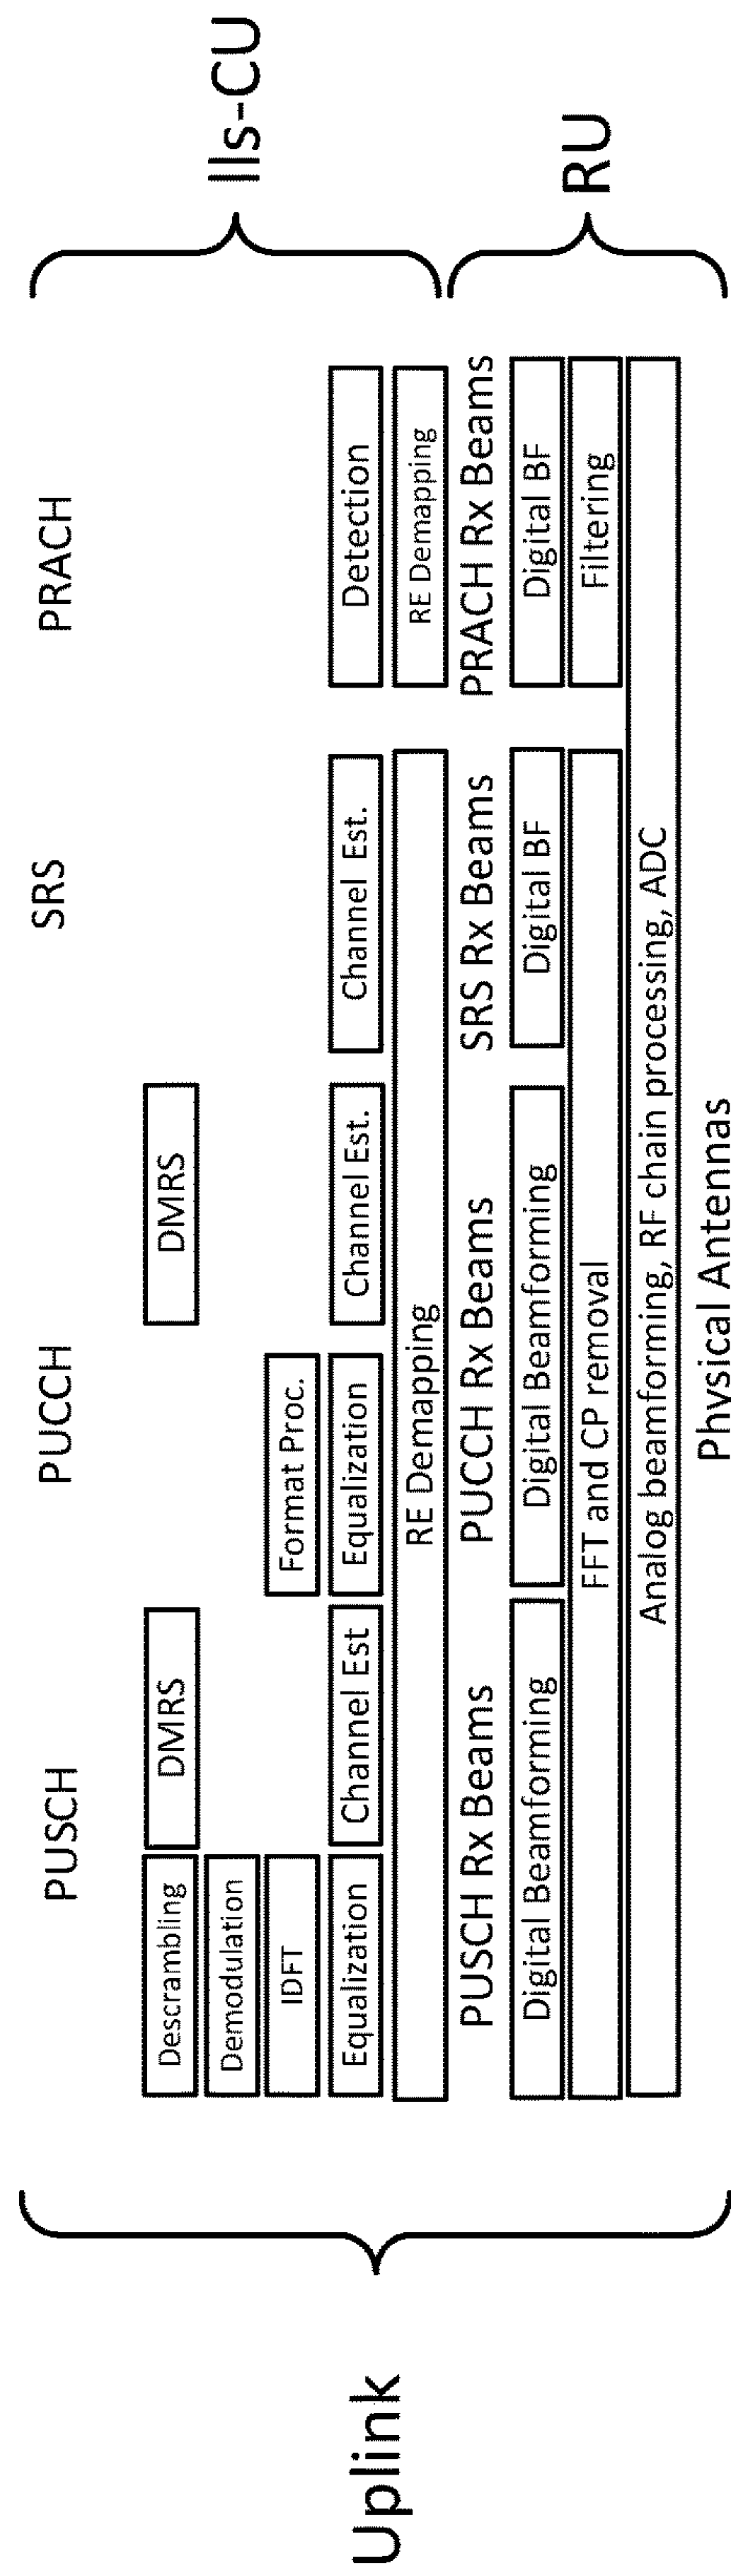 Uplink
PUSCH
PUCCH
SRS
PRACH
Descrambling
DMRS
DMRS
Demodulation
IDFT
Format Proc.
Equalization
Channel Est
Equalization
Channel Est.
Channel Est.
Detection
RE Demapping
RE Demapping
PUSCH Rx Beams
PUCCH Rx Beams
SRS Rx Beams
PRACH Rx Beams
Digital Beamforming
Digital Beamforming
Digital BF
Digital BF
FFT and CP removal
Filtering
Analog beamforming, RF chain processing, ADC
Physical Antennas
lls-CU
RU